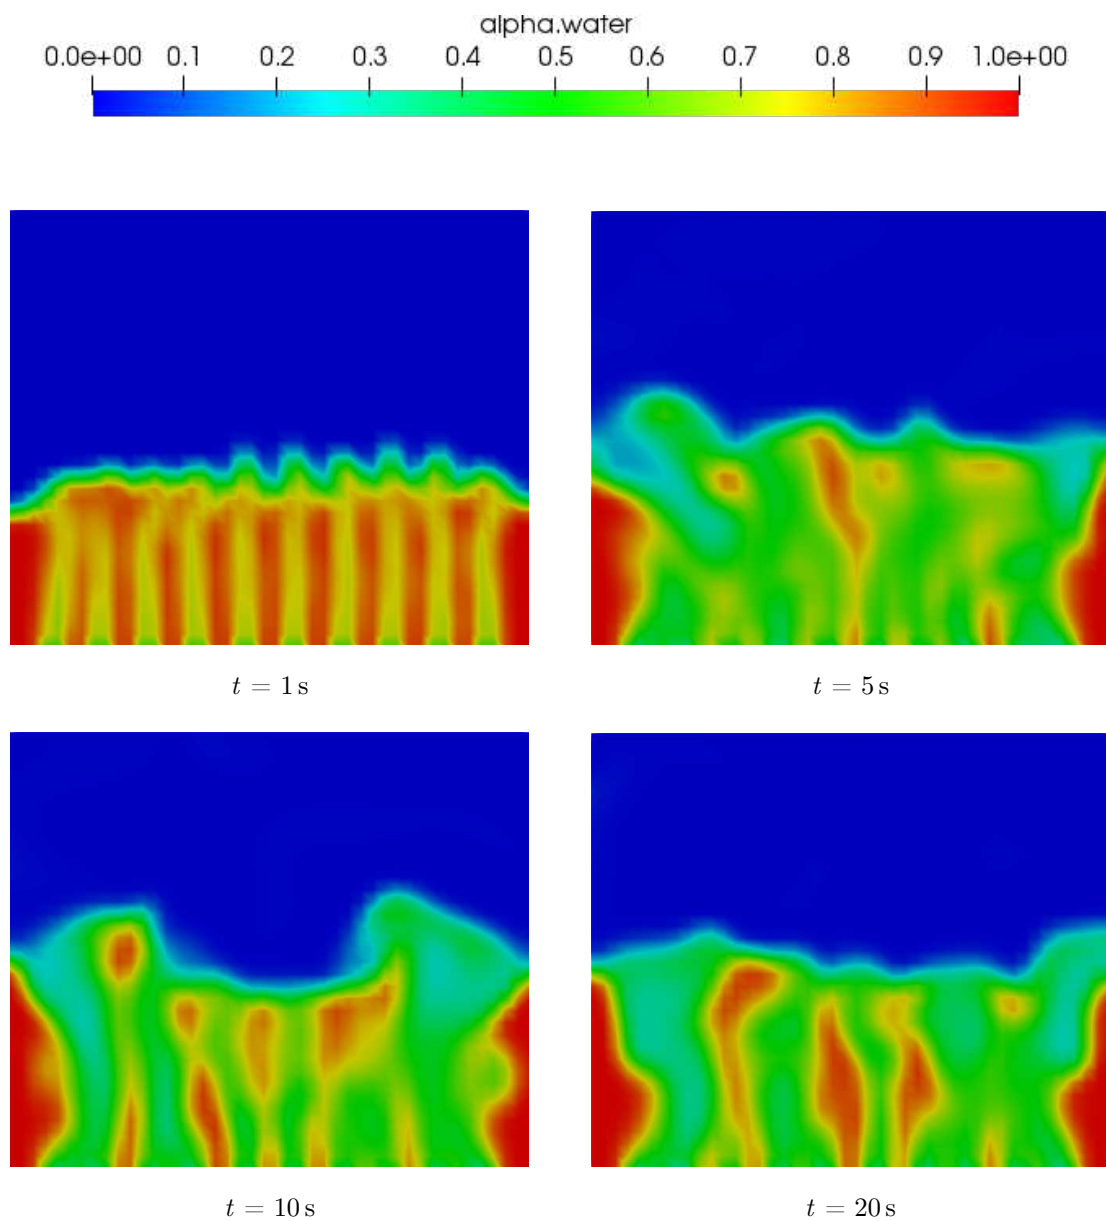 alpha.water
0.0e+00 0.1 0.2 0.3 0.4 0.5 0.6 0.7 0.8 0.9 1.0e+00
t = 1 s t = 5 s
t = 10 s t = 20 s